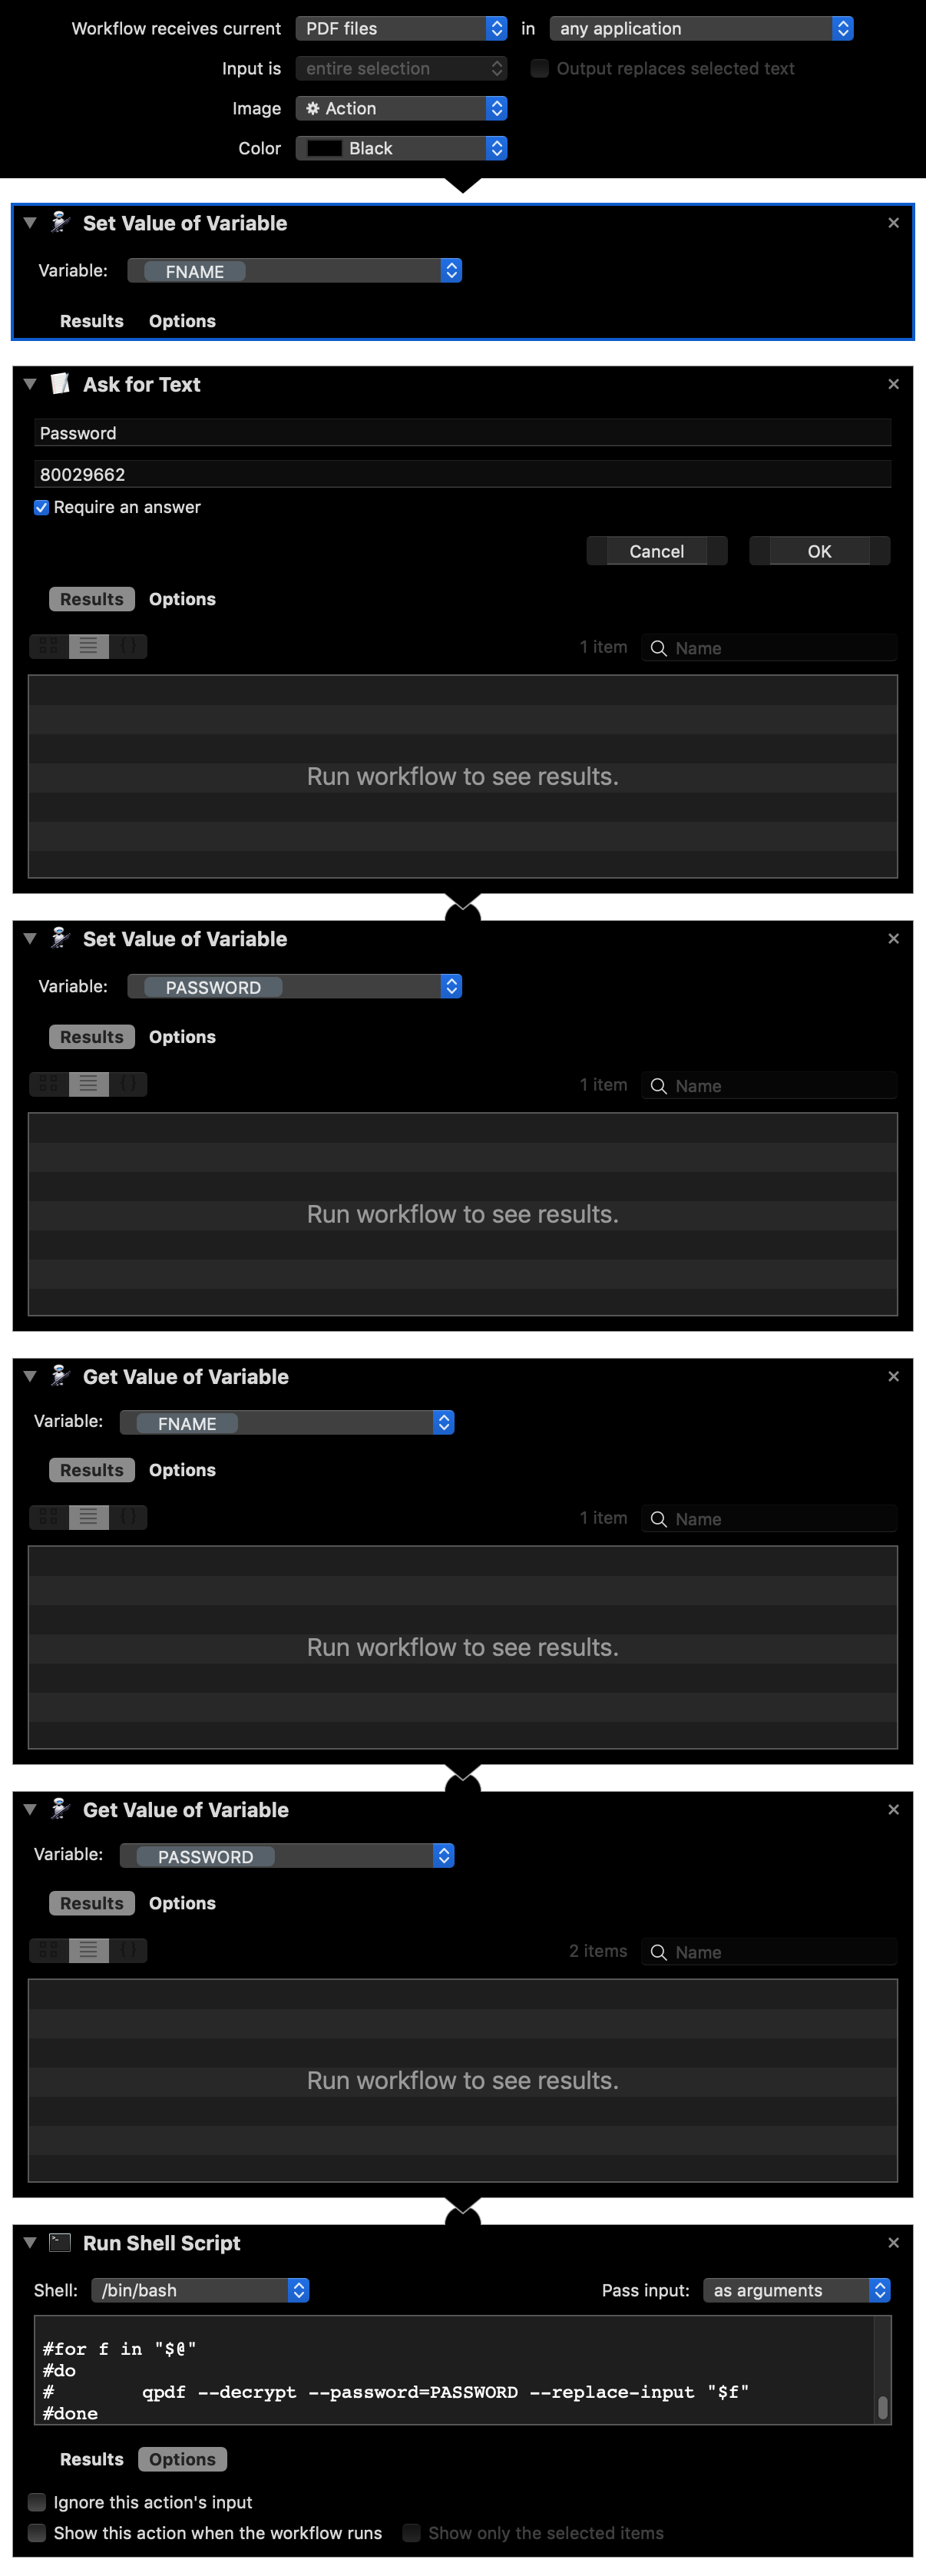 Workflow receives current PDF files in any application
Input is entire selection Output replaces selected text
Image Action
Color Black
Set Value of Variable
Variable: FNAME
Results Options
Ask for Text
Password
80029662
Require an answer
Cancel OK
Results Options
1 item Name
Run workflow to see results.
Set Value of Variable
Variable: PASSWORD
Results Options
1 item Name
Run workflow to see results.
Get Value of Variable
Variable: FNAME
Results Options
1 item Name
Run workflow to see results.
Get Value of Variable
Variable: PASSWORD
Results Options
2 items Name
Run workflow to see results.
Run Shell Script
Shell: /bin/bash Pass input: as arguments
#for f in "$@"
#do
# qpdf --decrypt --password=PASSWORD --replace-input "$f"
#done
Results Options
Ignore this action's input
Show this action when the workflow runs Show only the selected items